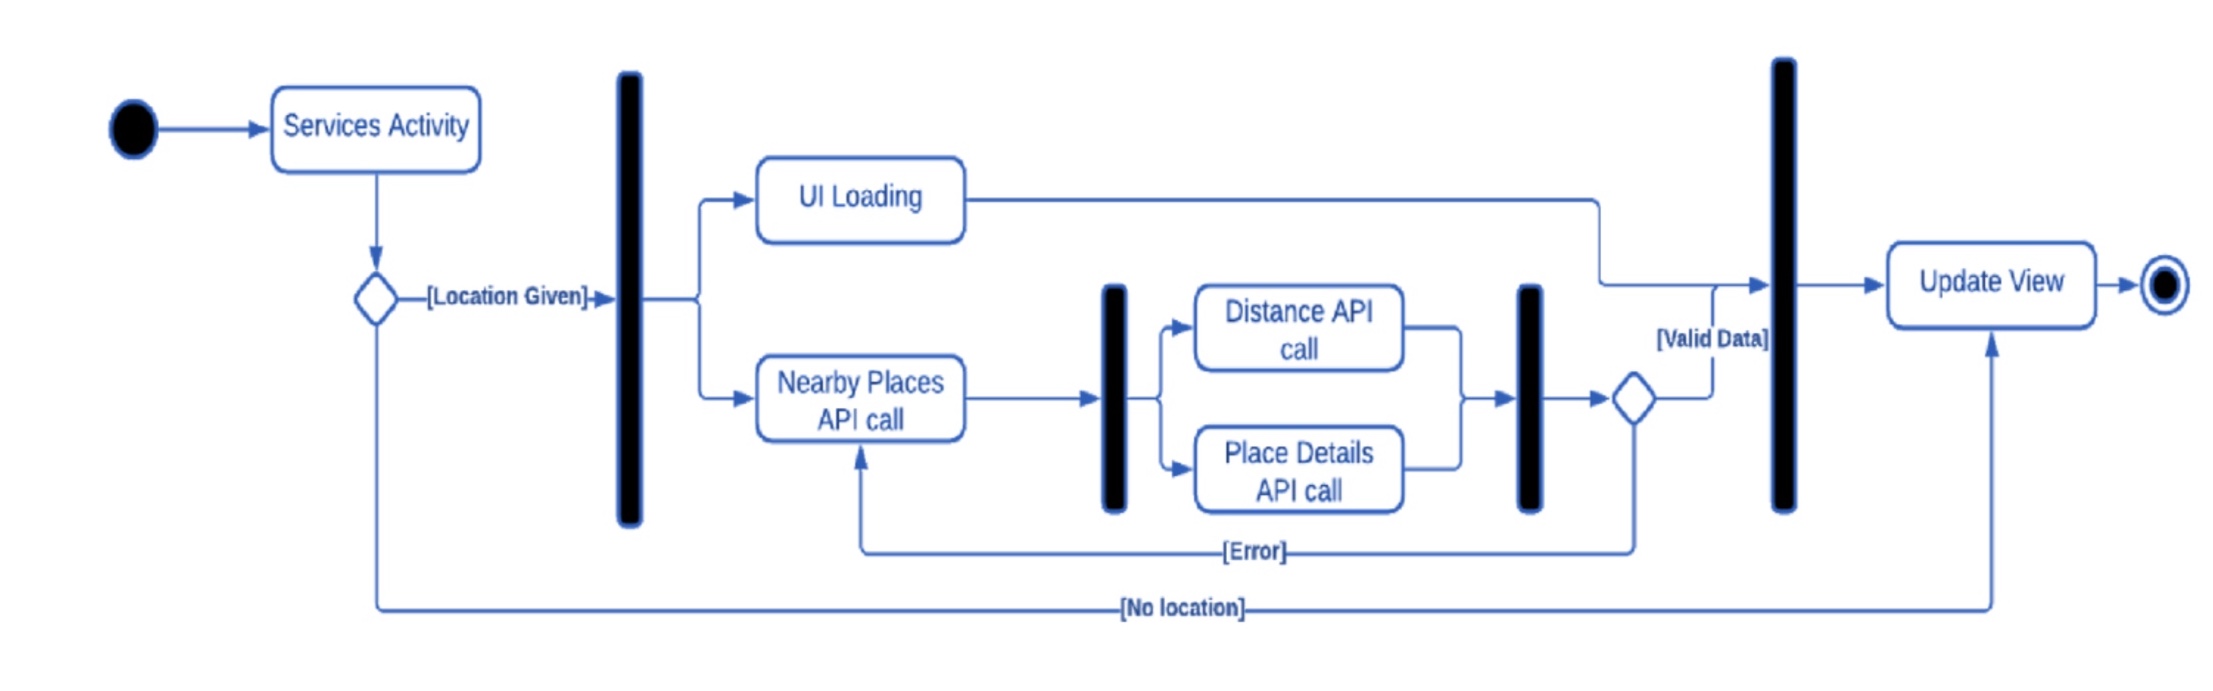 Services Activity
[Location Given]
UI Loading
Nearby Places
API call
Distance API
call
Place Details
API call
[Valid Data]
[Error]
[No location]
Update View